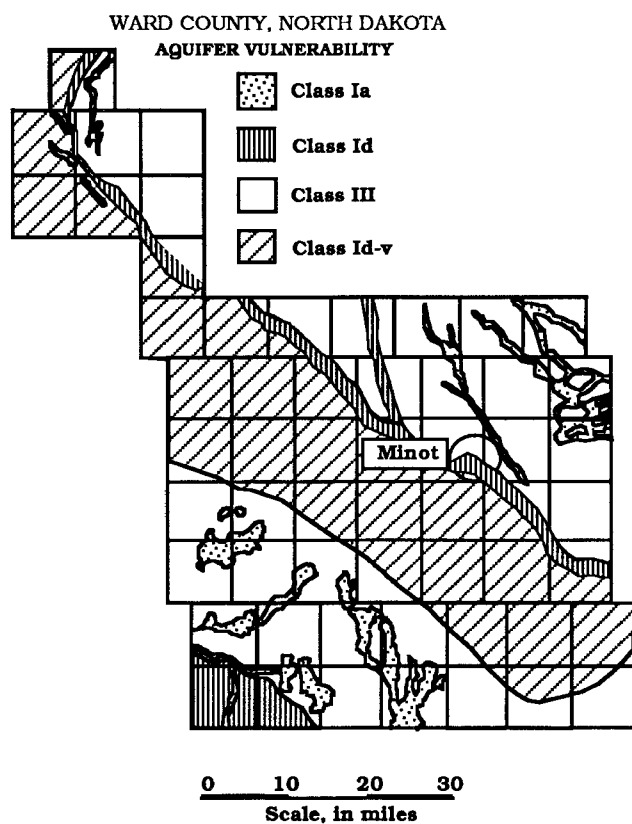 WARD COUNTY, NORTH DAKOTA
AQUIFER VULNERABILITY
Class Ia
Class Id
Class III
Class Id-v
Minot
0 10 20 30
Scale, in miles